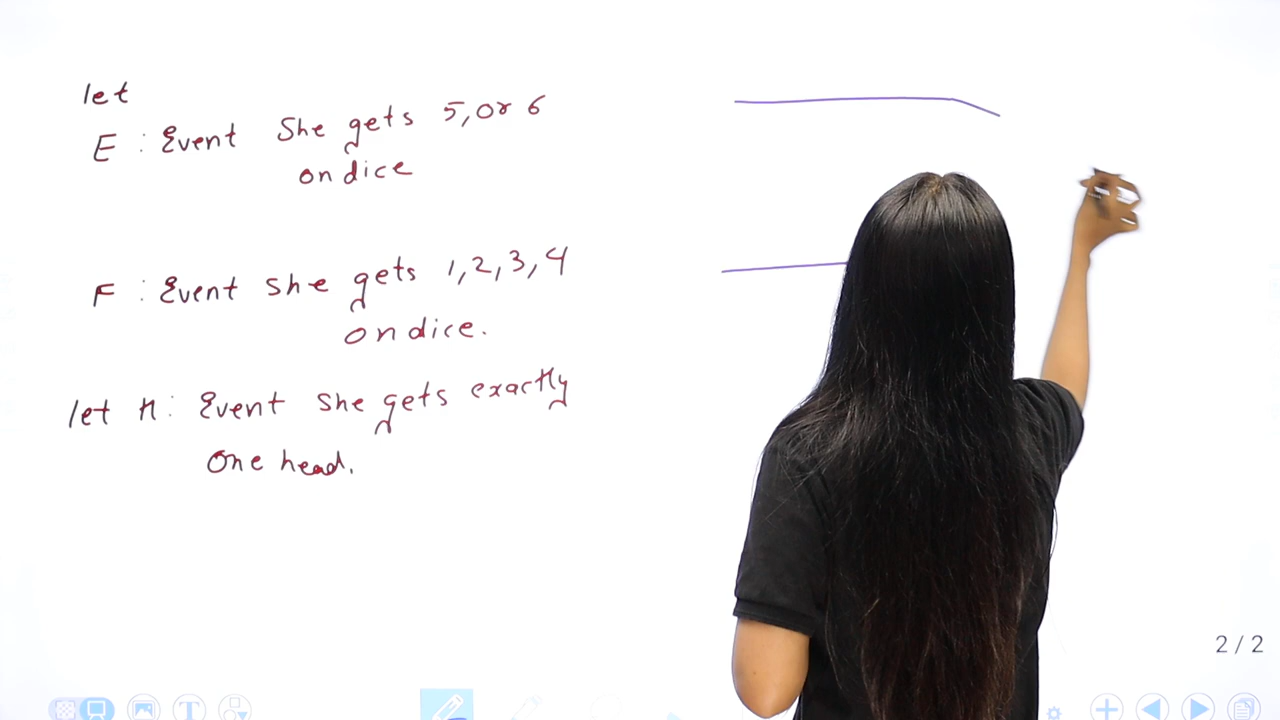 let
E : Event She gets 5, or 6
on dice
F : Event she gets 1, 2, 3, 4
on dice.
let H : Event she gets exactly
One head.
2 / 2